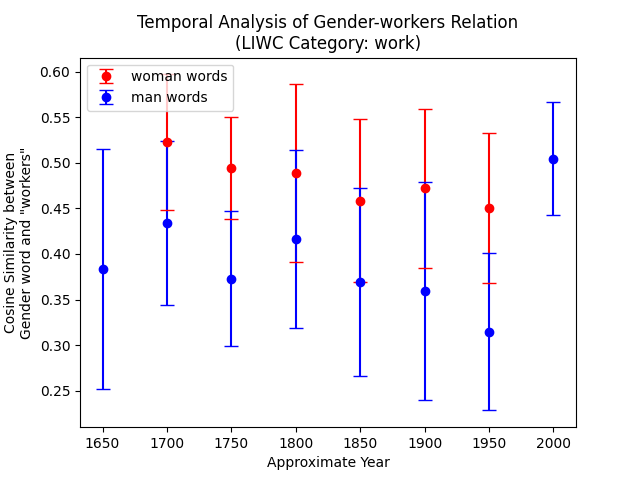 Temporal Analysis of Gender-workers Relation
(LIWC Category: work)
woman words
man words
Cosine Similarity between
Gender word and "workers"
0.60
0.55
0.50
0.45
0.40
0.35
0.30
0.25
1650 1700 1750 1800 1850 1900 1950 2000
Approximate Year